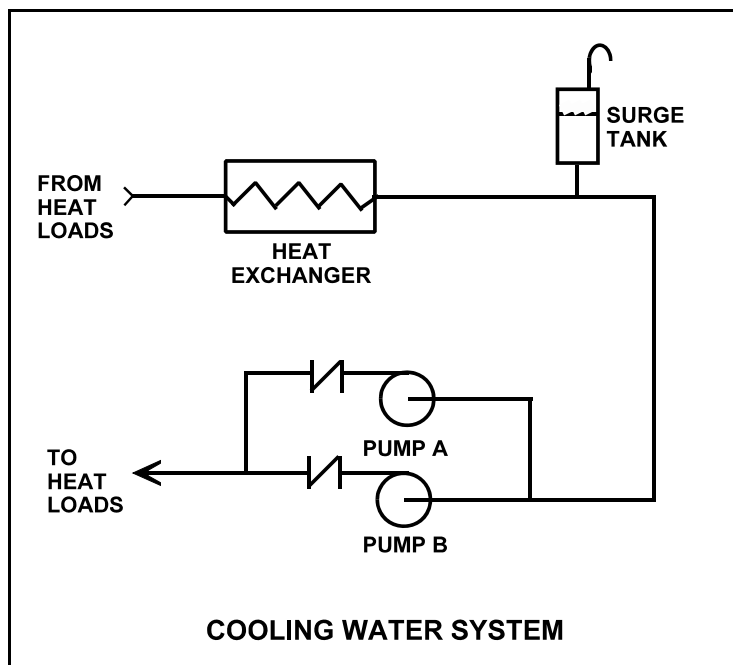 SURGE
TANK
FROM
HEAT
LOADS
HEAT
EXCHANGER
PUMP A
TO
HEAT
LOADS
PUMP B
COOLING WATER SYSTEM